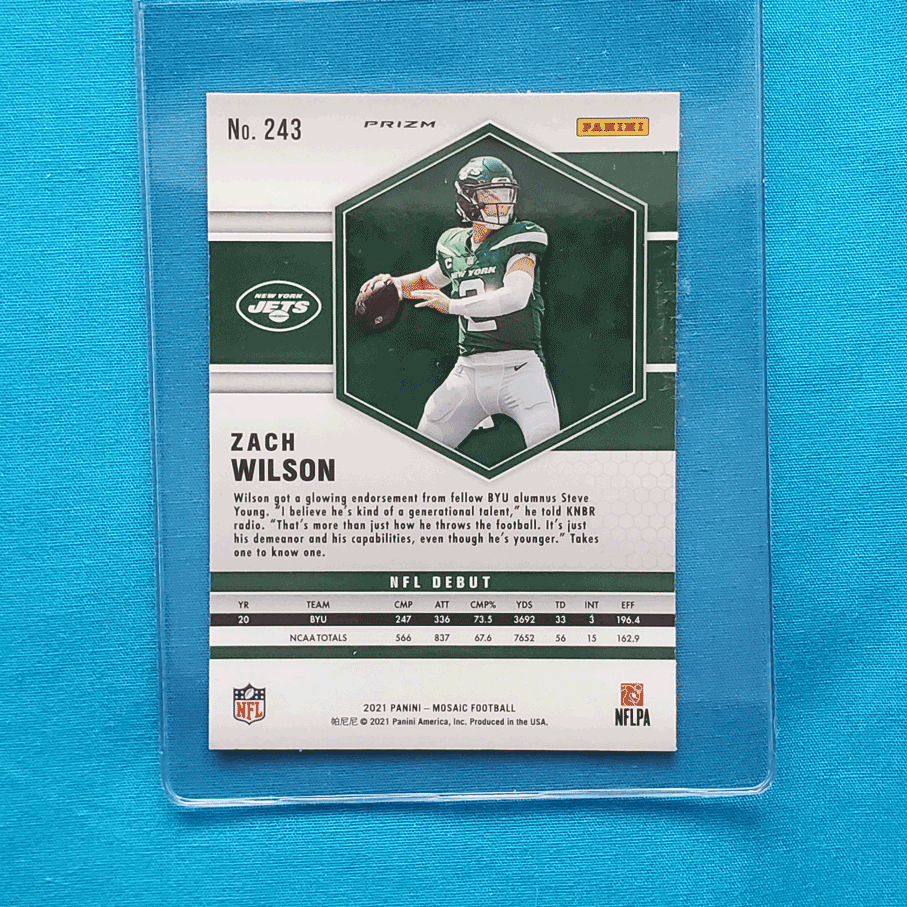 No. 243
PRIZM
PANINI
NEW YORK
JETS
NEW YORK
2
ZACH
WILSON
Wilson got a glowing endorsement from fellow BYU alumnus Steve
Young. "I believe he's kind of a generational talent," he told KNBR
radio. "That's more than just how he throws the football. It's just
his demeanor and his capabilities, even though he's younger." Takes
one to know one.
NFL DEBUT
YR TEAM CMP ATT CMP% YDS TD INT EFF
20 BYU 247 336 73.5 3692 33 3 196.4
NCAA TOTALS 566 837 67.6 7652 56 15 162.9
NFL
2021 PANINI – MOSAIC FOOTBALL
帕尼尼 © 2021 Panini America, Inc. Produced in the USA.
NFLPA